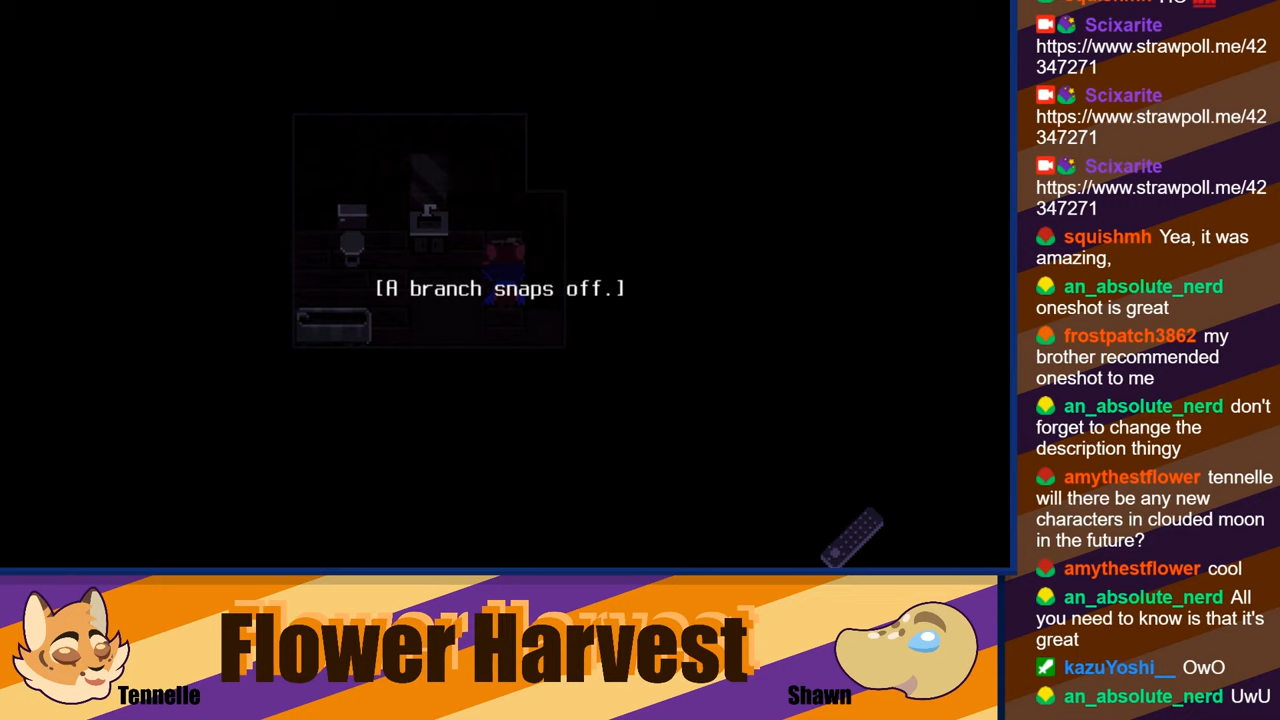 [A branch snaps off.]
Scixarite
https://www.strawpoll.me/42
347271
Scixarite
https://www.strawpoll.me/42
347271
Scixarite
https://www.strawpoll.me/42
347271
squishmh Yea, it was
amazing,
an_absolute_nerd
oneshot is great
frostpatch3862 my
brother recommended
oneshot to me
an_absolute_nerd don't
forget to change the
description thingy
amythestflower tennelle
will there be any new
characters in clouded moon
in the future?
amythestflower cool
an_absolute_nerd All
you need to know is that it's
great
kazuYoshi__ OwO
an_absolute_nerd UwU
Flower Harvest
Tennelle
Shawn